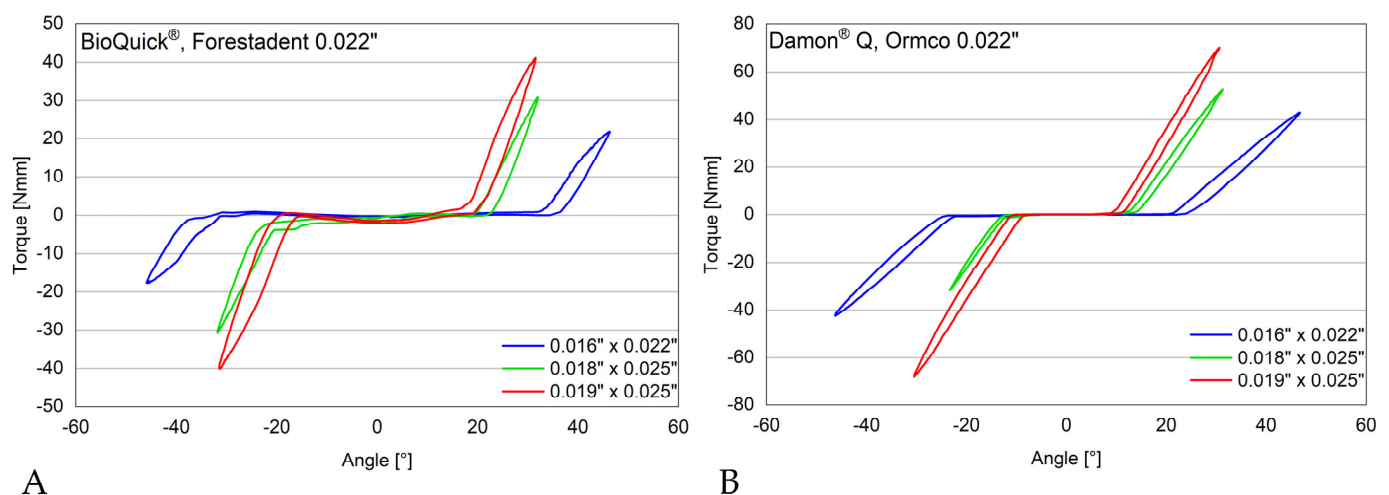 BioQuick®, Forestadent 0.022"
50
40
30
20
10
0
-10
-20
-30
-40
-50
Torque [Nmm]
-60 -40 -20 0 20 40 60
Angle [°]
0.016" x 0.022"
0.018" x 0.025"
0.019" x 0.025"
A
Damon® Q, Ormco 0.022"
80
60
40
20
0
-20
-40
-60
-80
Torque [Nmm]
-60 -40 -20 0 20 40 60
Angle [°]
0.016" x 0.022"
0.018" x 0.025"
0.019" x 0.025"
B